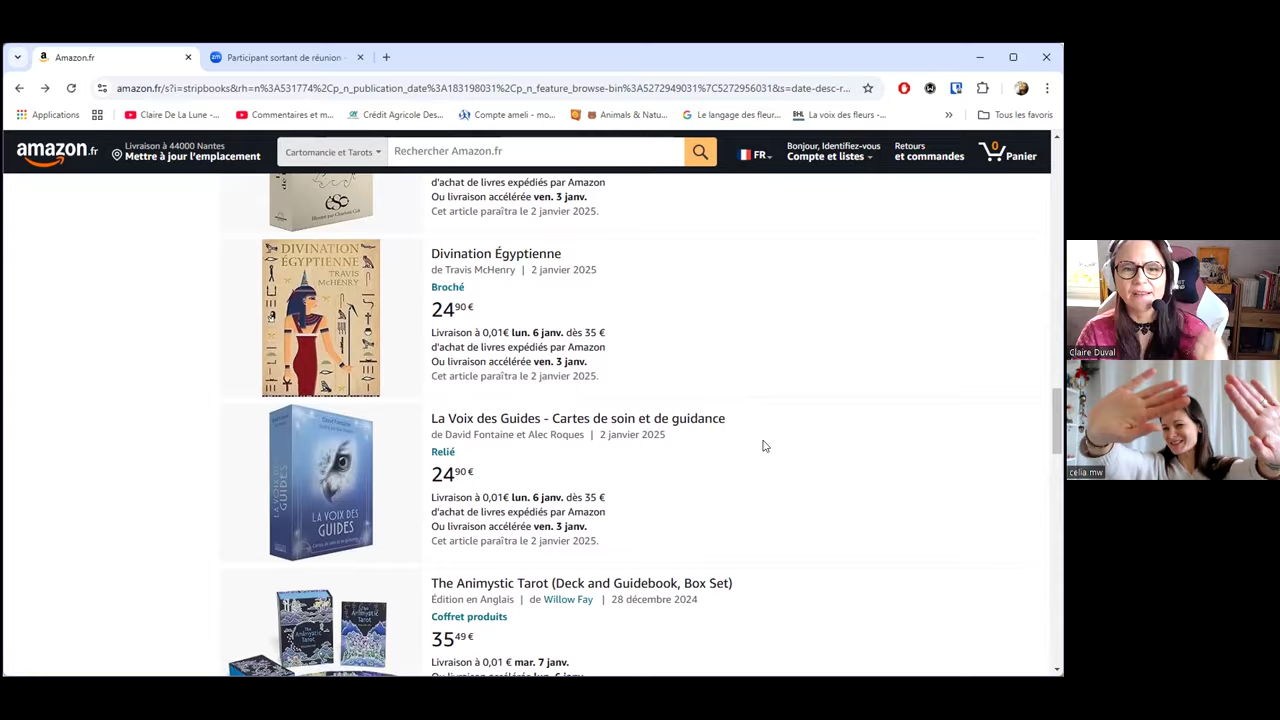 Amazon.fr
zm Participant sortant de réunion
amazon.fr/s?i=stripbooks&rh=n%3A531774%2Cp_n_publication_date%3A183198031%2Cp_n_feature_browse-bin%3A5272949031%7C5272956031&s=date-desc-r...
Applications
Claire De La Lune -...
Commentaires et m...
Crédit Agricole Des...
Compte ameli - mo...
Animals & Natu...
Le langage des fleur...
BHL La voix des fleurs -...
»
Tous les favoris
amazon.fr
Livraison à 44000 Nantes
Mettre à jour l'emplacement
Cartomancie et Tarots
Rechercher Amazon.fr
FR
Bonjour, Identifiez-vous
Compte et listes
Retours
et commandes
0
Panier
d'achat de livres expédiés par Amazon
Ou livraison accélérée ven. 3 janv.
Cet article paraîtra le 2 janvier 2025.
DIVINATION
ÉGYPTIENNE
TRAVIS
McHENRY
Divination Égyptienne
de Travis McHenry | 2 janvier 2025
Broché
24,90 €
Livraison à 0,01€ lun. 6 janv. dès 35 €
d'achat de livres expédiés par Amazon
Ou livraison accélérée ven. 3 janv.
Cet article paraîtra le 2 janvier 2025.
LA VOIX DES GUIDES
LA VOIX DES
GUIDES
La Voix des Guides - Cartes de soin et de guidance
de David Fontaine et Alec Roques | 2 janvier 2025
Relié
24,90 €
Livraison à 0,01€ lun. 6 janv. dès 35 €
d'achat de livres expédiés par Amazon
Ou livraison accélérée ven. 3 janv.
Cet article paraîtra le 2 janvier 2025.
The Animystic Tarot (Deck and Guidebook, Box Set)
Édition en Anglais | de Willow Fay | 28 décembre 2024
Coffret produits
35,49 €
Livraison à 0,01 € mar. 7 janv.
Claire Duval
celia mw